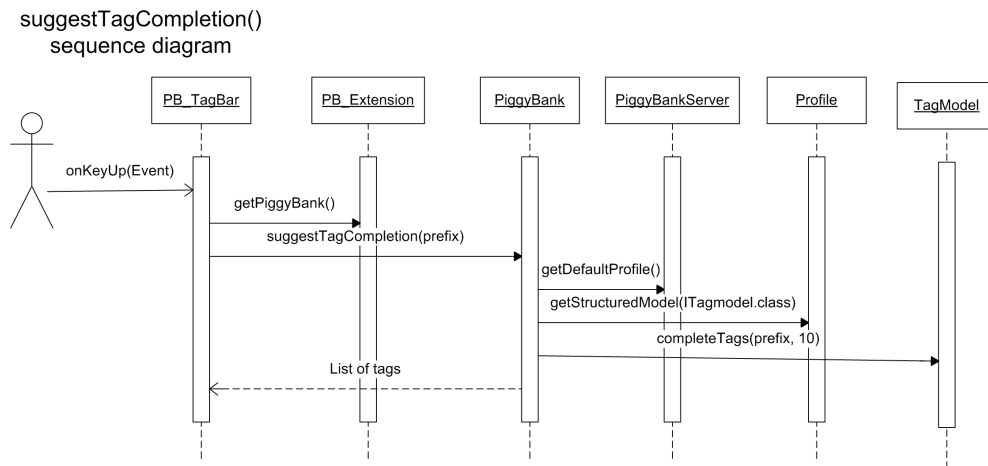 suggestTagCompletion()
sequence diagram
PB_TagBar
PB_Extension
PiggyBank
PiggyBankServer
Profile
TagModel
onKeyUp(Event)
getPiggyBank()
suggestTagCompletion(prefix)
getDefaultProfile()
getStructuredModel(ITagmodel.class)
completeTags(prefix, 10)
List of tags